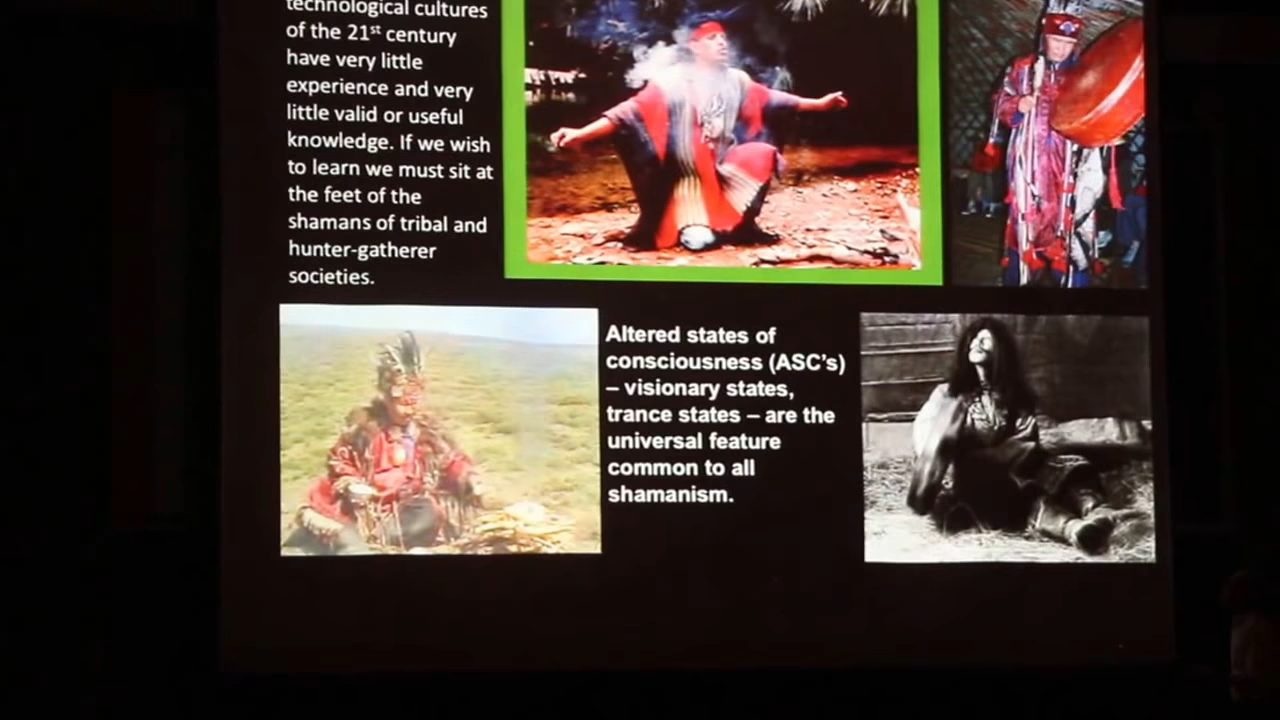 technological cultures
of the 21st century
have very little
experience and very
little valid or useful
knowledge. If we wish
to learn we must sit at
the feet of the
shamans of tribal and
hunter-gatherer
societies.
Altered states of
consciousness (ASC's)
– visionary states,
trance states – are the
universal feature
common to all
shamanism.